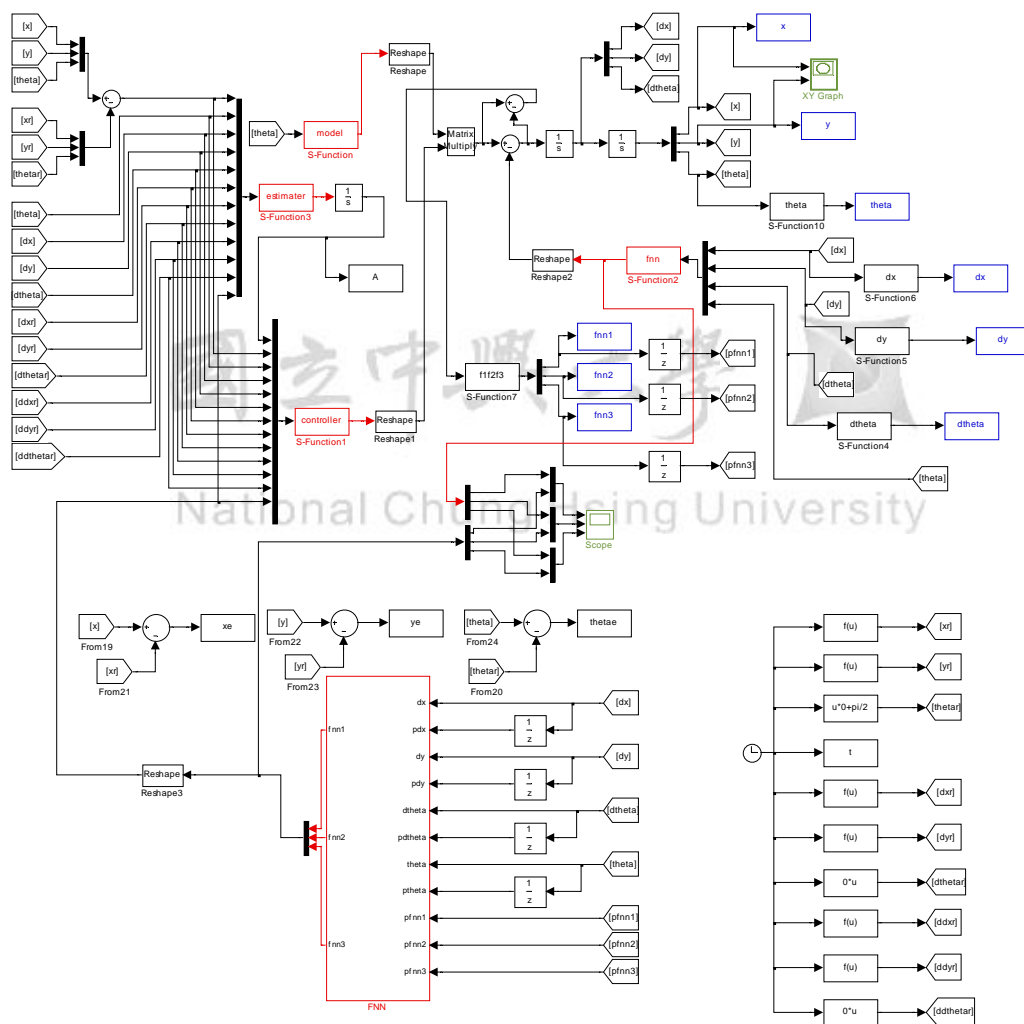 [x]
[y]
[theta]
[xr]
[yr]
[thetar]
[theta]
[dx]
[dy]
[dtheta]
[dxr]
[dyr]
[dthetar]
[ddxr]
[ddyr]
[ddthetar]
[theta]
model
S-Function
Reshape
Reshape
estimater
S-Function3
1
s
A
controller
S-Function1
Reshape
Reshape1
Matrix
Multiply
1
s
1
s
[dx]
[dy]
[dtheta]
[x]
[y]
[theta]
x
XY Graph
y
theta
S-Function10
theta
Reshape
Reshape2
fnn
S-Function2
[dx]
dx
S-Function6
dx
[dy]
dy
S-Function5
dy
[dtheta]
dtheta
S-Function4
dtheta
[theta]
f1f2f3
S-Function7
fnn1
fnn2
fnn3
1
z
[pfnn1]
1
z
[pfnn2]
1
z
[pfnn3]
國立中興大學
National Chung Hsing University
Scope
[x]
From19
[xr]
From21
xe
[y]
From22
[yr]
From23
ye
[theta]
From24
[thetar]
From20
thetae
Reshape
Reshape3
fnn1
fnn2
fnn3
dx
pdx
dy
pdy
dtheta
pdtheta
theta
ptheta
pfnn1
pfnn2
pfnn3
FNN
[dx]
1
z
[dy]
1
z
[dtheta]
1
z
[theta]
1
z
[pfnn1]
[pfnn2]
[pfnn3]
f(u)
[xr]
f(u)
[yr]
u*0+pi/2
[thetar]
t
f(u)
[dxr]
f(u)
[dyr]
0*u
[dthetar]
f(u)
[ddxr]
f(u)
[ddyr]
0*u
[ddthetar]